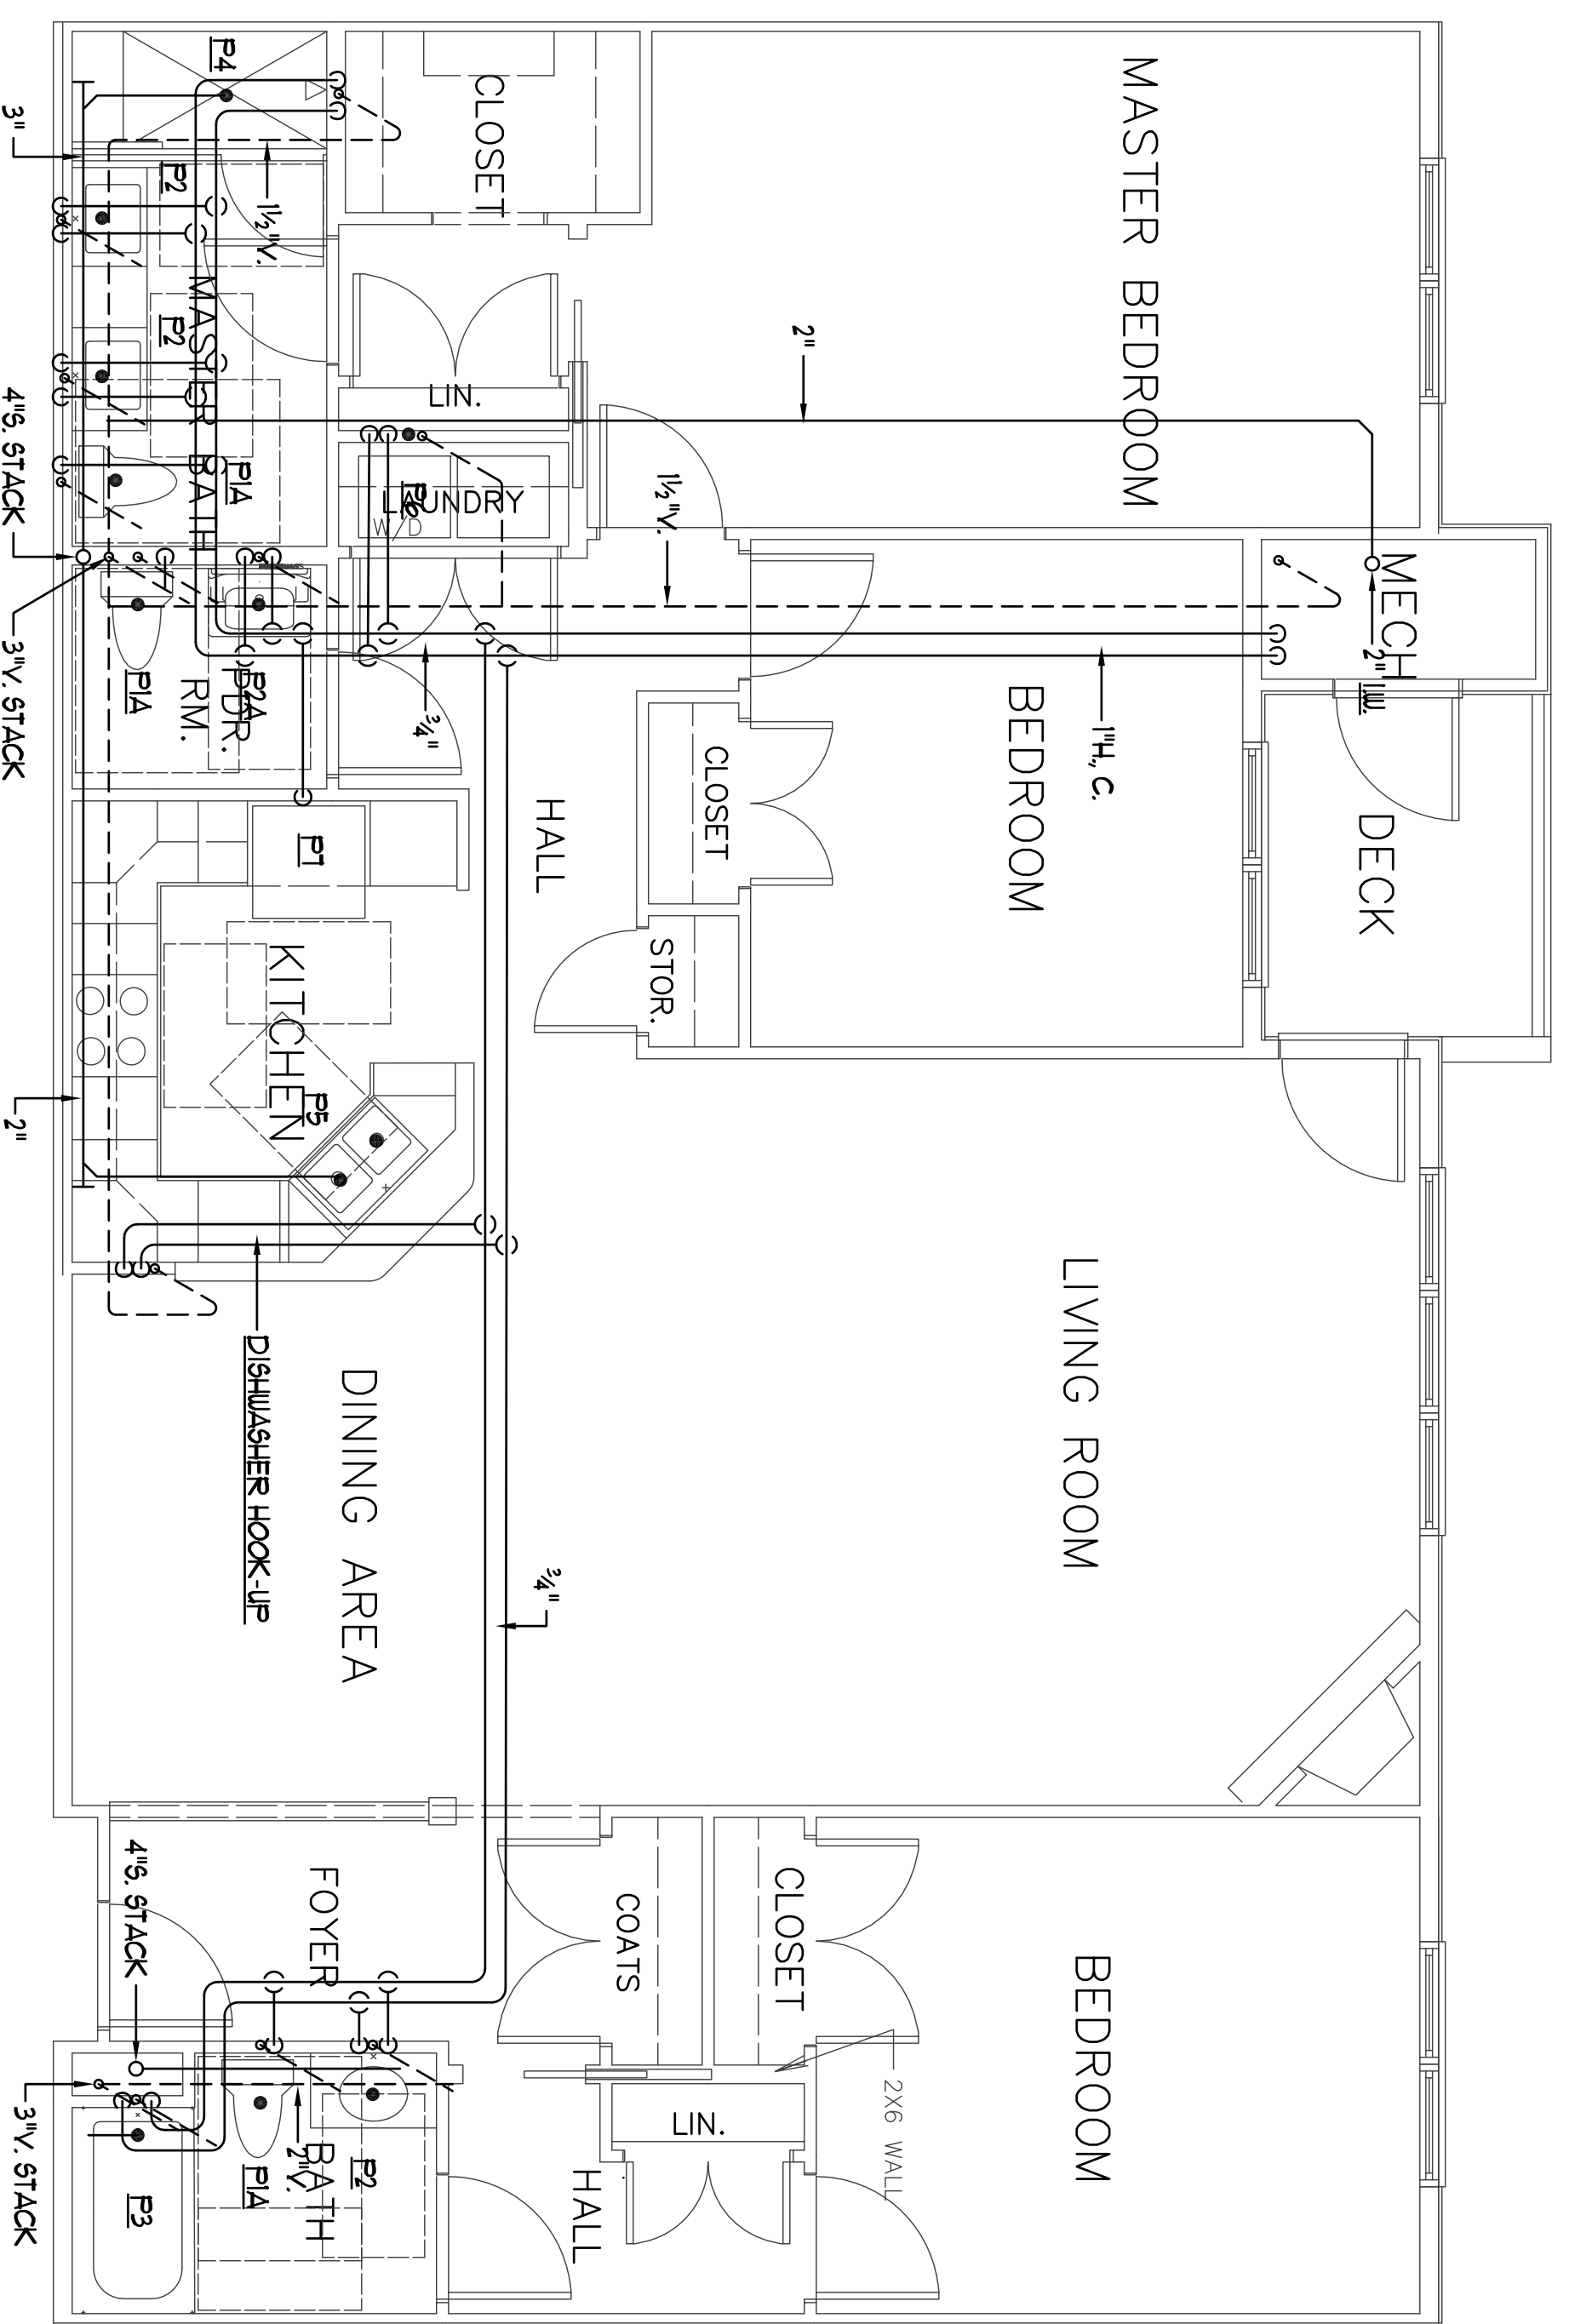 MASTER BEDROOM
CLOSET
P4
3"
P2
1½"V.
MASTER BATH
P2
LIN.
2"
P1A
LAUNDRY
P6
W
D
1½"V.
MECH
2" I.W.
4"S. STACK
3"V. STACK
P1A
PDR.
RM.
P2A
¾"
1"H, C.
BEDROOM
CLOSET
STOR.
HALL
DECK
P7
KITCHEN
P5
2"
DISHWASHER HOOK-UP
LIVING ROOM
DINING AREA
¾"
4"S. STACK
FOYER
COATS
CLOSET
BEDROOM
2X6 WALL
LIN.
HALL
BATH
2"V.
P2
P1A
P3
3"V. STACK